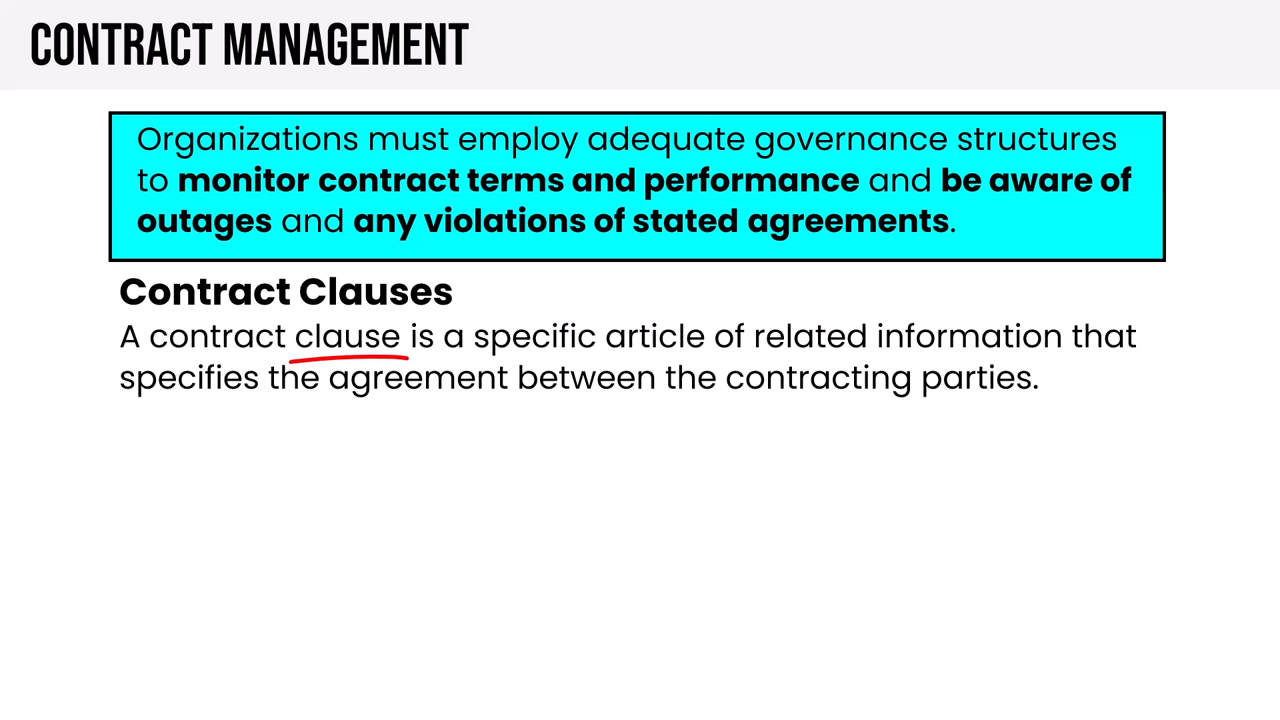 CONTRACT MANAGEMENT
Organizations must employ adequate governance structures
to monitor contract terms and performance and be aware of
outages and any violations of stated agreements.
Contract Clauses
A contract clause is a specific article of related information that
specifies the agreement between the contracting parties.